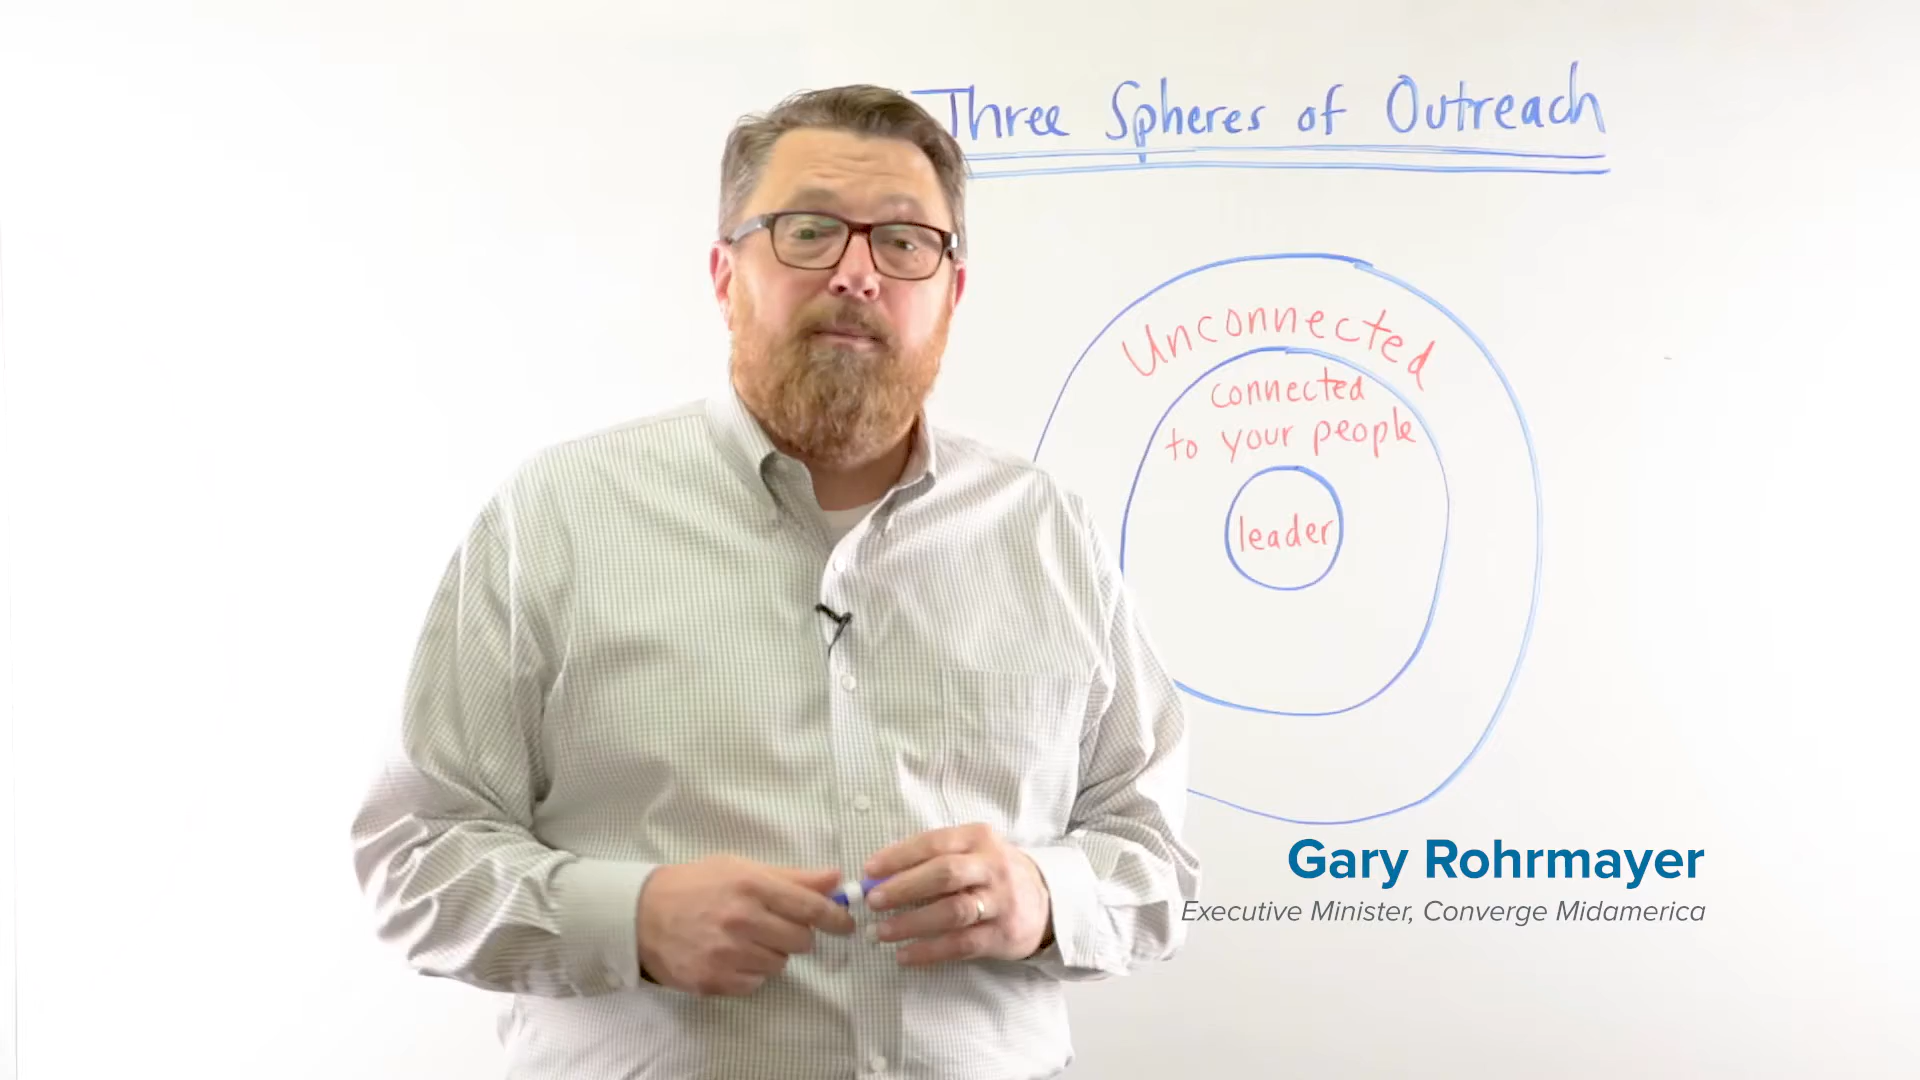 Three Spheres of Outreach
Unconnected
connected
to your people
leader
Gary Rohrmayer
Executive Minister, Converge Midamerica